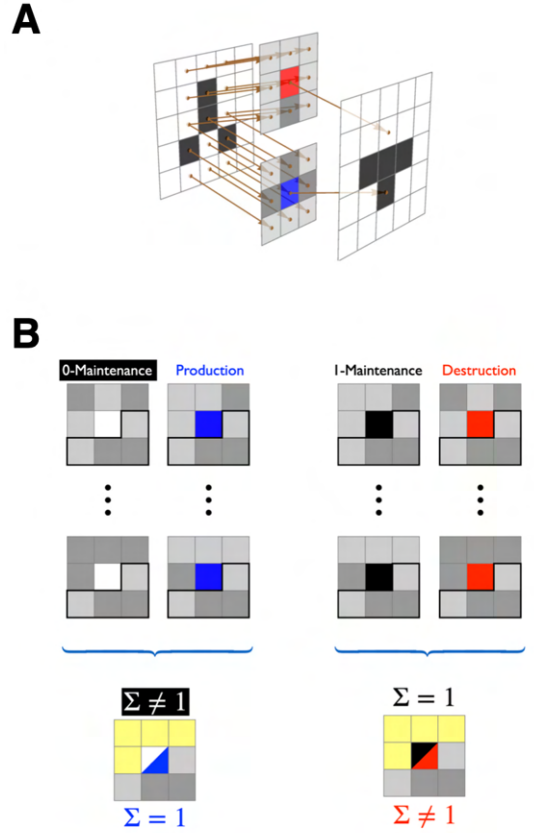 A
B
0-Maintenance Production 1-Maintenance Destruction
Σ ≠ 1 Σ = 1
Σ = 1 Σ ≠ 1